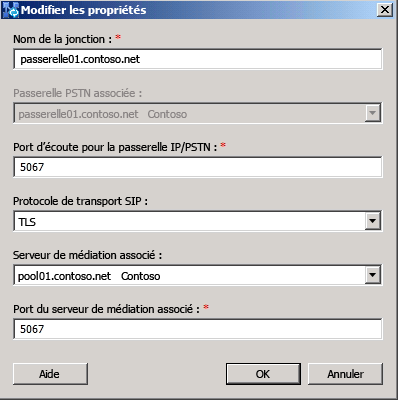 Modifier les propriétés
Nom de la jonction : *
passerelle01.contoso.net
Passerelle PSTN associée :
passerelle01.contoso.net Contoso
Port d'écoute pour la passerelle IP/PSTN : *
5067
Protocole de transport SIP :
TLS
Serveur de médiation associé :
pool01.contoso.net Contoso
Port du serveur de médiation associé : *
5067
Aide
OK
Annuler